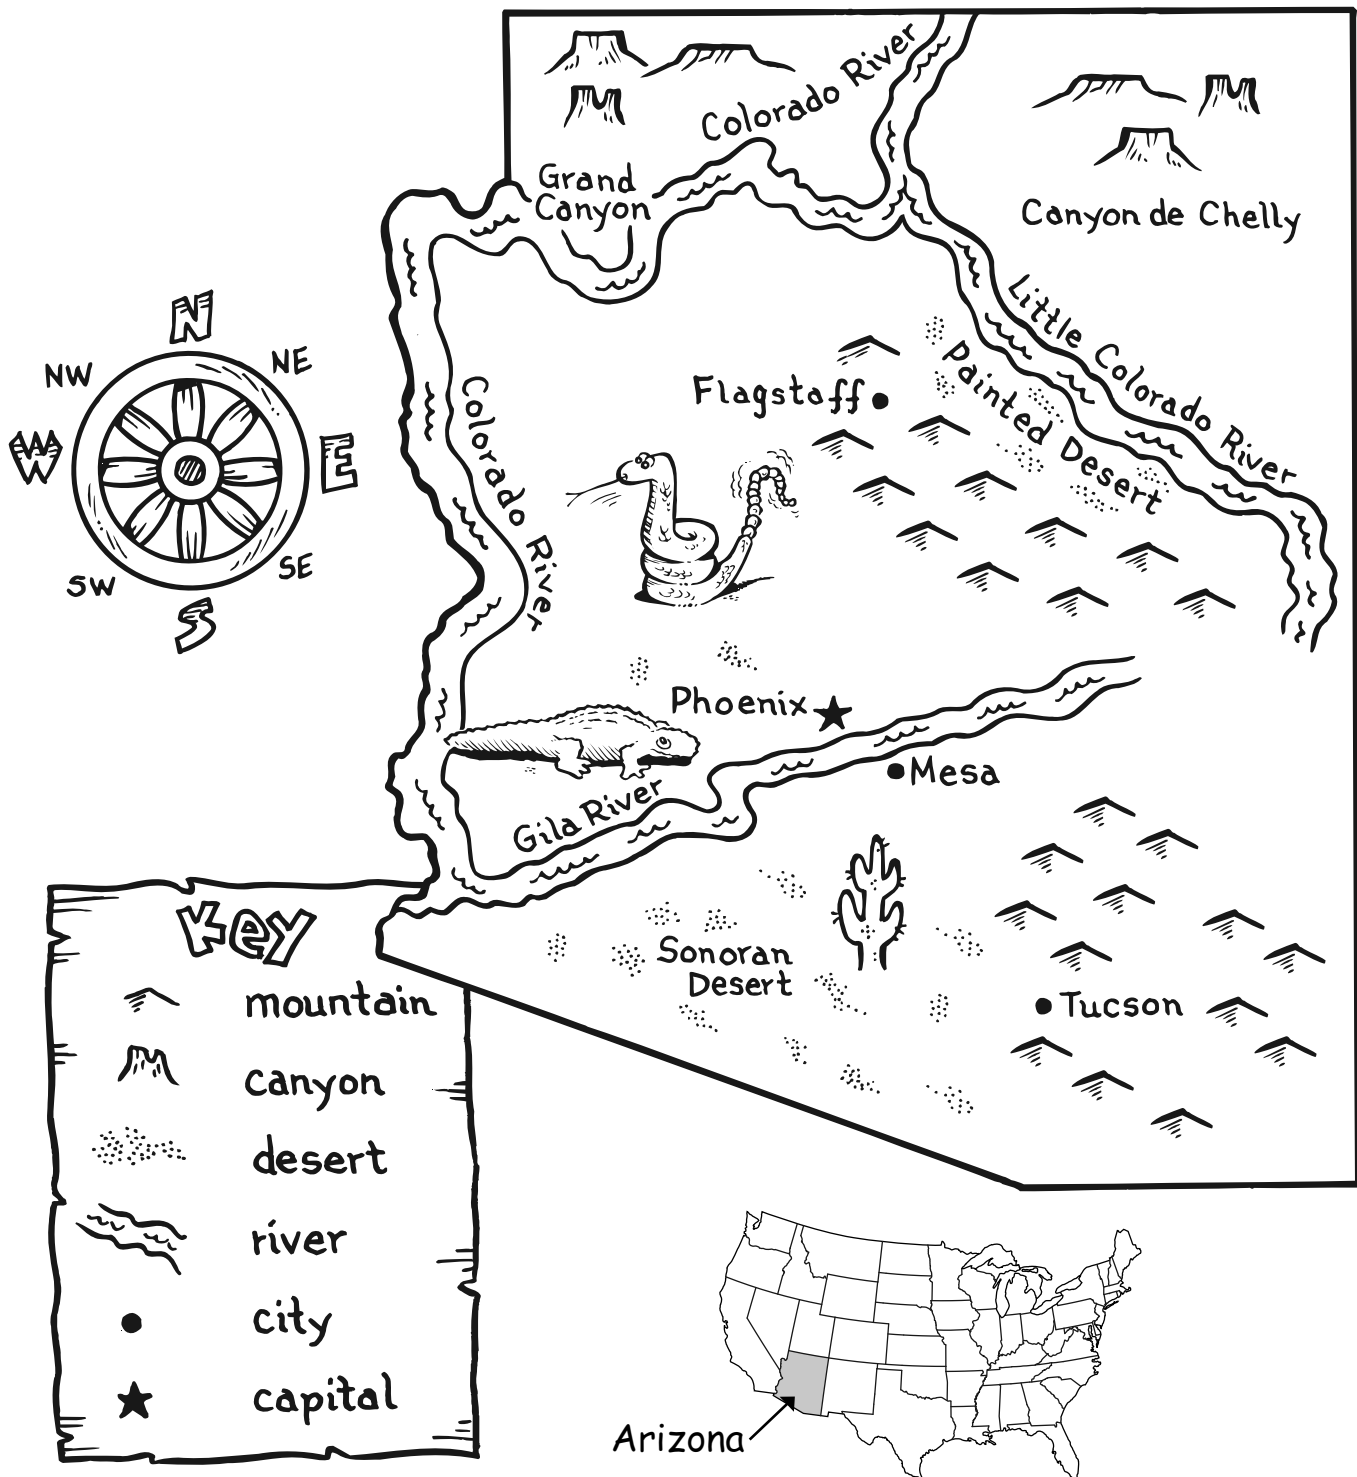 Colorado River
Grand
Canyon
Canyon de Chelly
Little Colorado River
N
NW
NE
W
E
SW
SE
S
Colorado River
Flagstaff
Painted Desert
Phoenix
Mesa
Gila River
Sonoran
Desert
Tucson
Key
mountain
canyon
desert
river
city
capital
Arizona